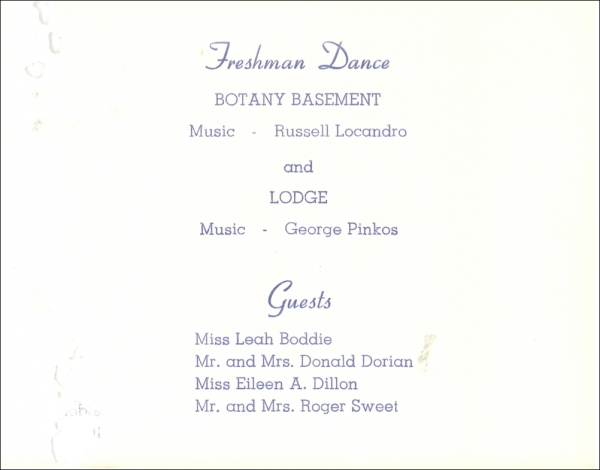 Freshman Dance
BOTANY BASEMENT
Music - Russell Locandro
and
LODGE
Music - George Pinkos
Guests
Miss Leah Boddie
Mr. and Mrs. Donald Dorian
Miss Eileen A. Dillon
Mr. and Mrs. Roger Sweet